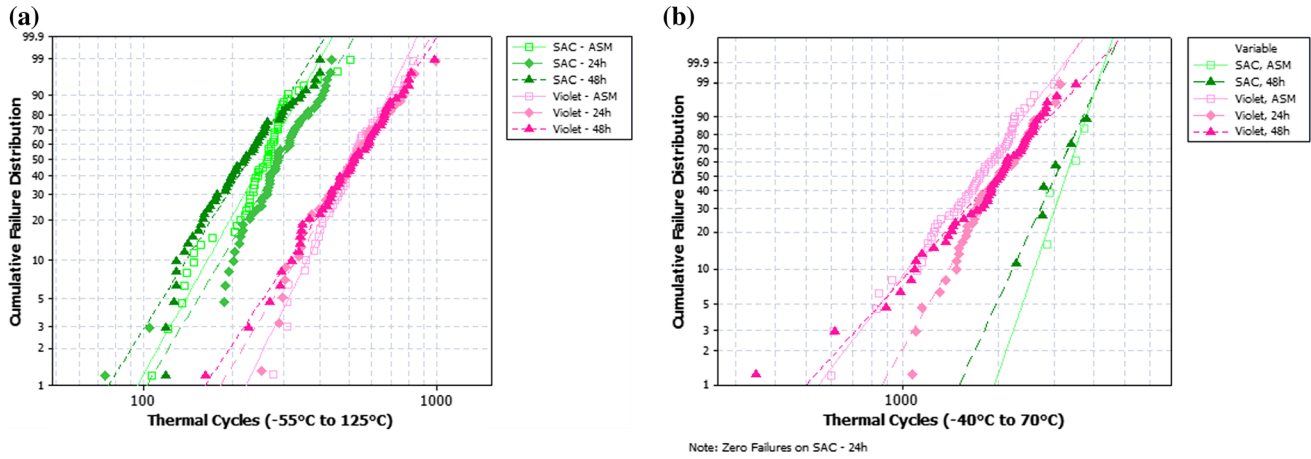 (a)
Cumulative Failure Distribution
99.9
99
90
80
70
60
50
40
30
20
10
5
3
2
1
100
1000
Thermal Cycles (-55°C to 125°C)
SAC - ASM
SAC - 24h
SAC - 48h
Violet - ASM
Violet - 24h
Violet - 48h
(b)
Cumulative Failure Distribution
99.9
99
90
80
70
60
50
40
30
20
10
5
3
2
1
1000
Thermal Cycles (-40°C to 70°C)
Variable
SAC, ASM
SAC, 48h
Violet, ASM
Violet, 24h
Violet, 48h
Note: Zero Failures on SAC - 24h